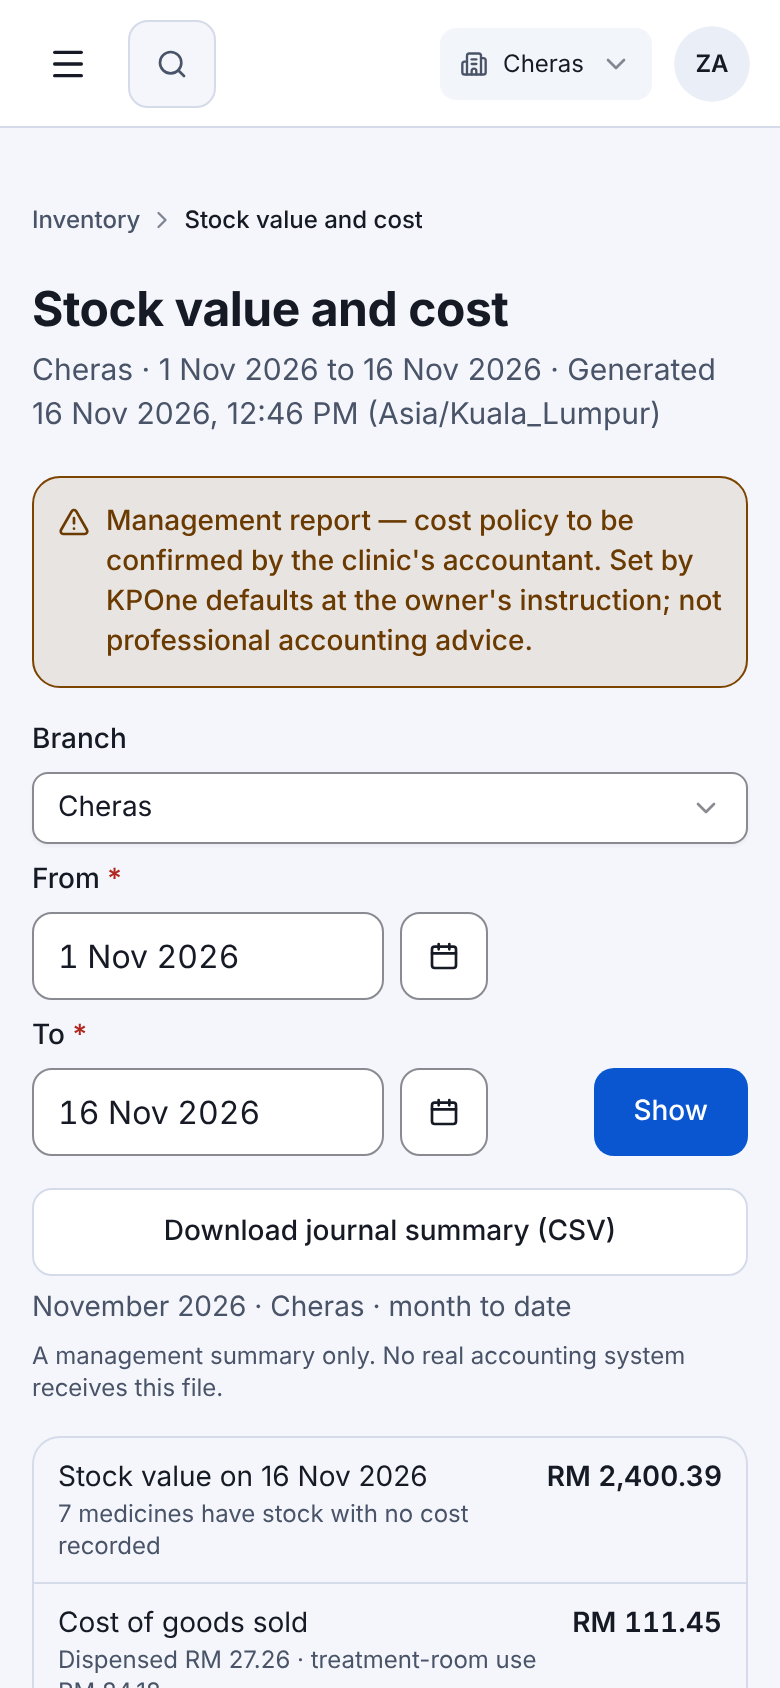 Cheras
ZA
Inventory > Stock value and cost
Stock value and cost
Cheras · 1 Nov 2026 to 16 Nov 2026 · Generated
16 Nov 2026, 12:46 PM (Asia/Kuala_Lumpur)
Management report — cost policy to be
confirmed by the clinic's accountant. Set by
KPOne defaults at the owner's instruction; not
professional accounting advice.
Branch
Cheras
From *
1 Nov 2026
To *
16 Nov 2026
Show
Download journal summary (CSV)
November 2026 · Cheras · month to date
A management summary only. No real accounting system
receives this file.
Stock value on 16 Nov 2026 RM 2,400.39
7 medicines have stock with no cost
recorded
Cost of goods sold RM 111.45
Dispensed RM 27.26 · treatment-room use